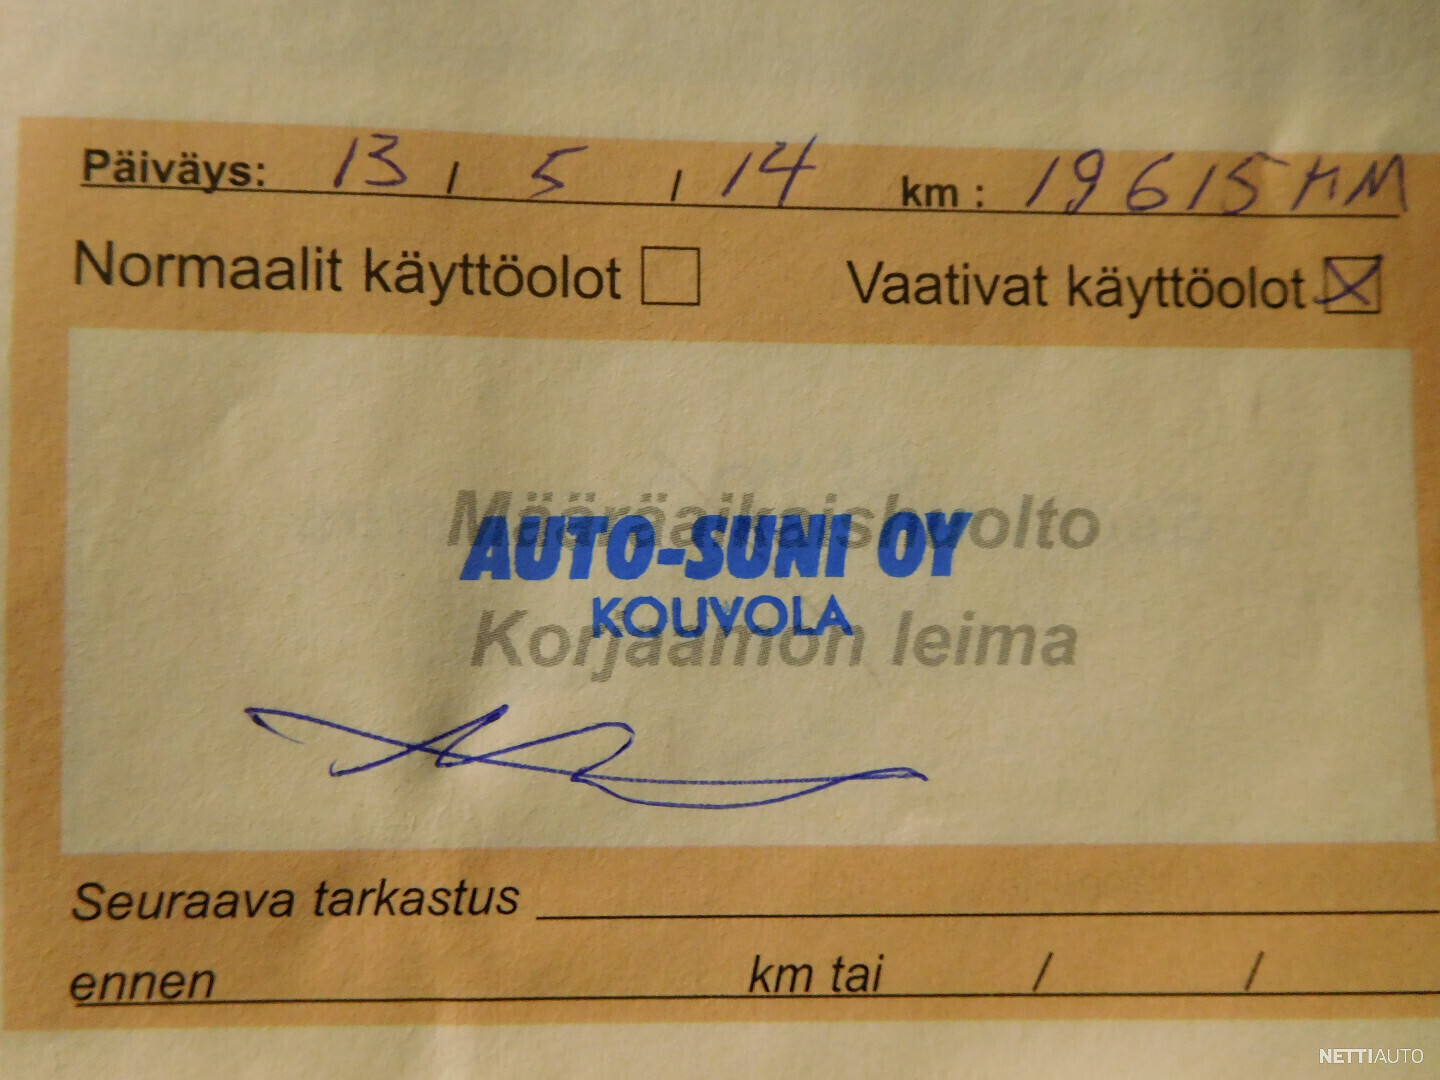 Päiväys: 13 / 5 / 14 km : 19615 KM
Normaalit käyttöolot Vaativat käyttöolot
Määräaikaishuolto
AUTO-SUNI OY
KOUVOLA
Korjaamon leima
Seuraava tarkastus
ennen km tai / /
NETTIAUTO